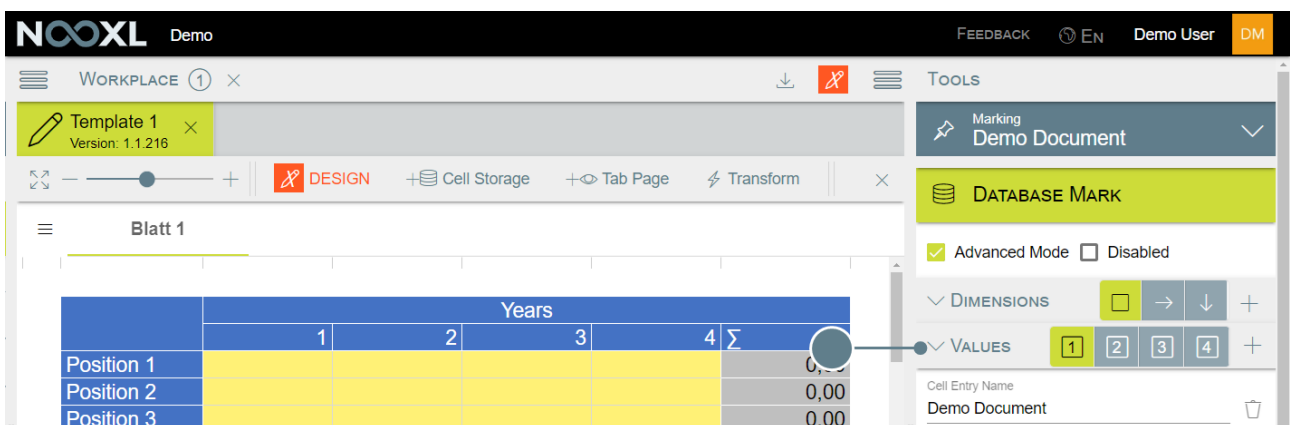 NOOXL Demo FEEDBACK EN Demo User DM
WORKPLACE 1 TOOLS
Template 1
Version: 1.1.216
Marking
Demo Document
DESIGN Cell Storage Tab Page Transform
DATABASE MARK
Blatt 1
Advanced Mode Disabled
DIMENSIONS
Years
1 2 3 4 ∑
VALUES 1 2 3 4
Position 1
Position 2 0,00
Position 3 0,00
Cell Entry Name
Demo Document